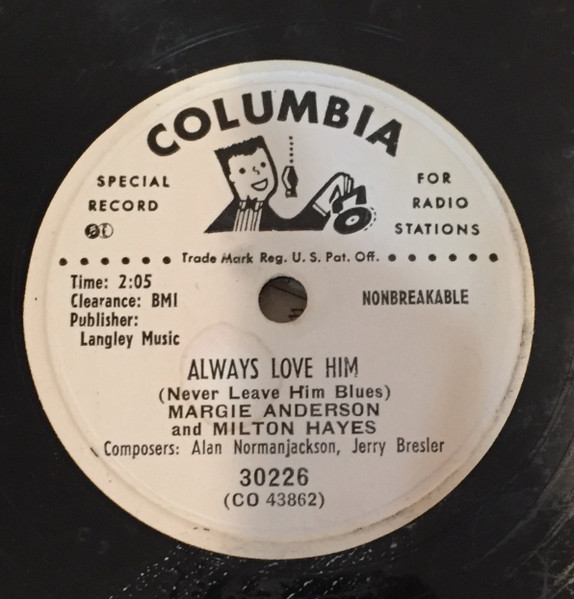 COLUMBIA
SPECIAL
RECORD
FOR
RADIO
STATIONS
Trade Mark Reg. U. S. Pat. Off.
Time: 2:05
Clearance: BMI
Publisher:
Langley Music
NONBREAKABLE
ALWAYS LOVE HIM
(Never Leave Him Blues)
MARGIE ANDERSON
and MILTON HAYES
Composers: Alan Normanjackson, Jerry Bresler
30226
(CO 43862)